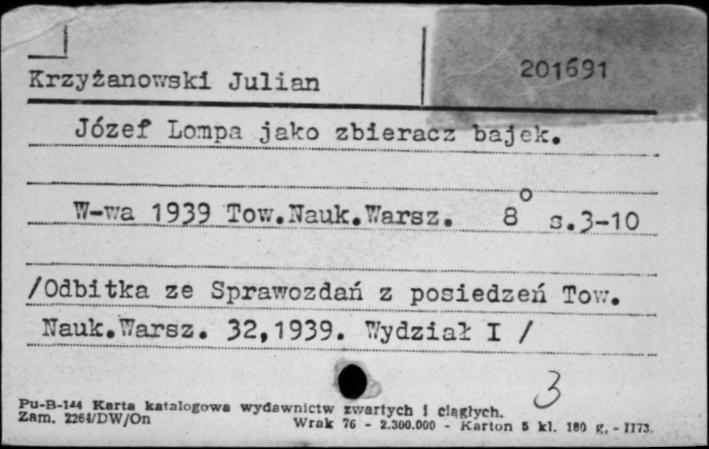 201691
Krzyżanowski Julian
Józef Lompa jako zbieracz bajek.
W-wa 1939 Tow.Nauk.Warsz. 8° s.3-10
/Odbitka ze Sprawozdań z posiedzeń Tow.
Nauk.Warsz. 32,1939. Wydział I /
3
Pu-B-144 Karta katalogowa wydawnictw zwartych i ciągłych.
Zam. 2264/DW/On Wrak 76 - 2.300.000 - Karton 5 kl. 180 g, - II73.